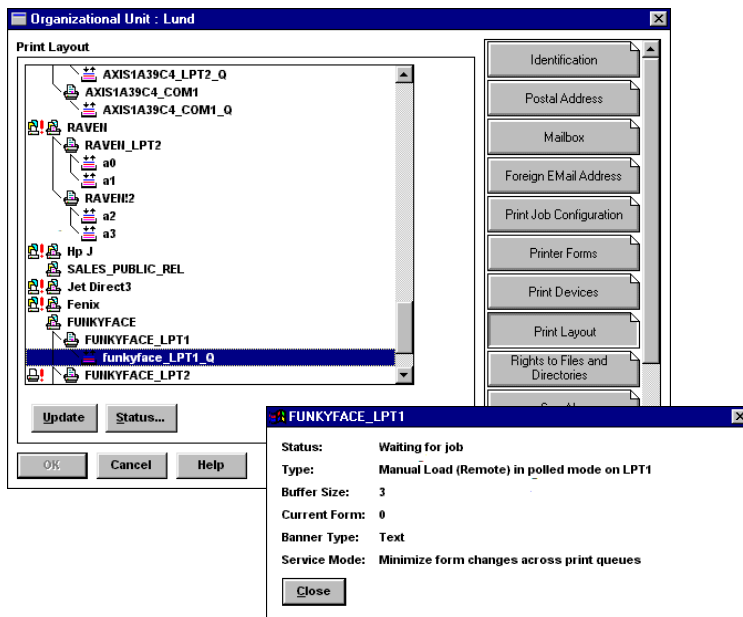 Organizational Unit : Lund
Print Layout
AXIS1A39C4_LPT2_Q
AXIS1A39C4_COM1
AXIS1A39C4_COM1_Q
RAVEN
RAVEN_LPT2
a0
a1
RAVEN!2
a2
a3
Hp J
SALES_PUBLIC_REL
Jet Direct3
Fenix
FUNKYFACE
FUNKYFACE_LPT1
funkyface_LPT1_Q
FUNKYFACE_LPT2
Update
Status...
OK
Cancel
Help
Identification
Postal Address
Mailbox
Foreign EMail Address
Print Job Configuration
Printer Forms
Print Devices
Print Layout
Rights to Files and
Directories
FUNKYFACE_LPT1
Status: Waiting for job
Type: Manual Load (Remote) in polled mode on LPT1
Buffer Size: 3
Current Form: 0
Banner Type: Text
Service Mode: Minimize form changes across print queues
Close